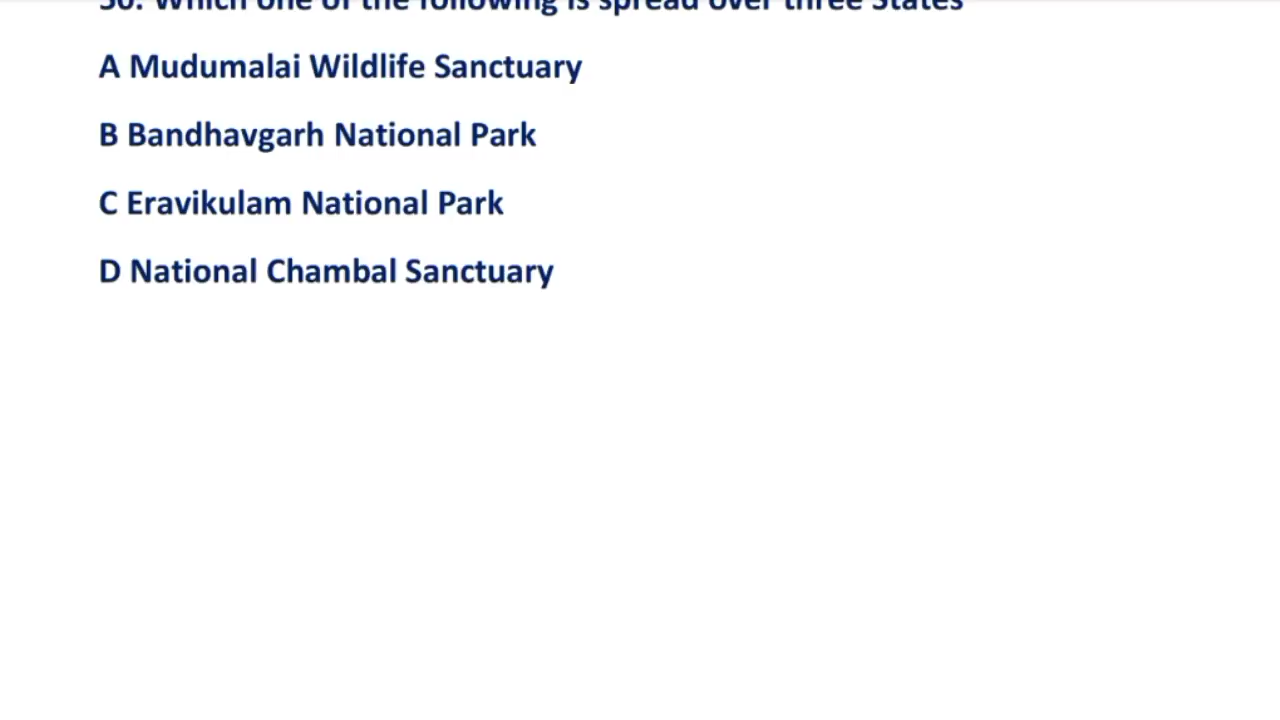 50. Which one of the following is spread over three States
A Mudumalai Wildlife Sanctuary
B Bandhavgarh National Park
C Eravikulam National Park
D National Chambal Sanctuary